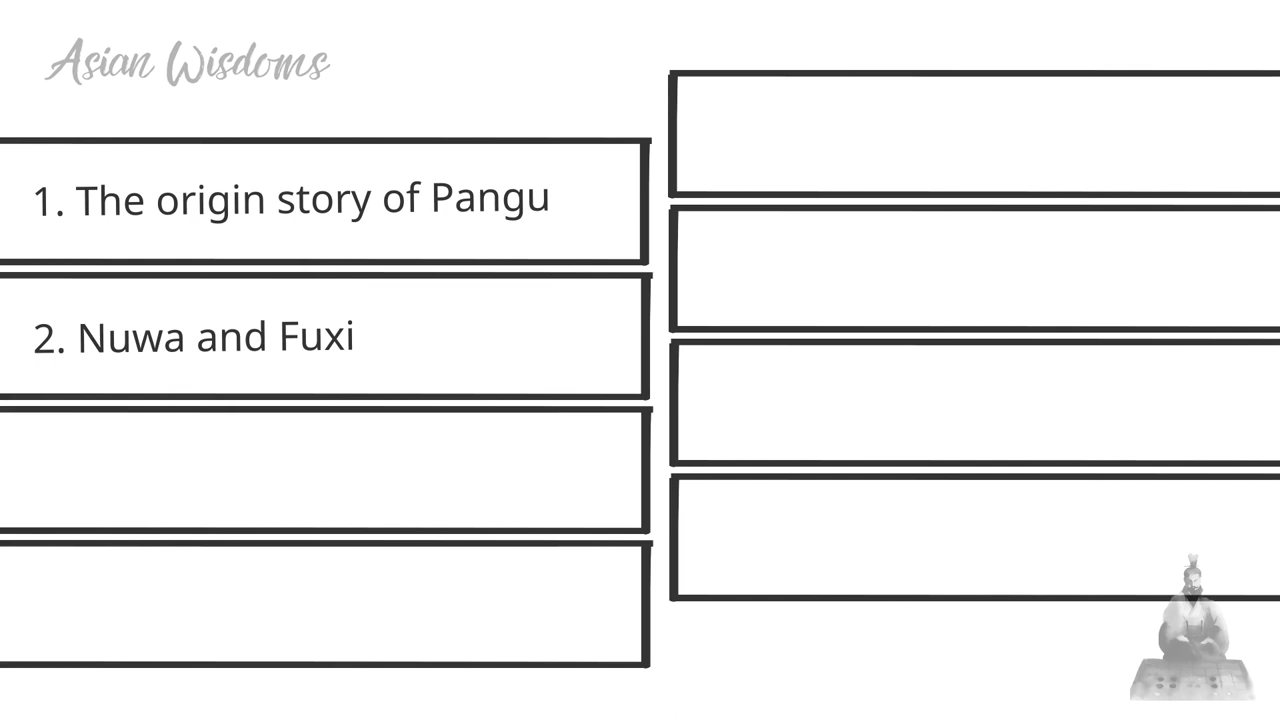 Asian Wisdoms
1. The origin story of Pangu
2. Nuwa and Fuxi